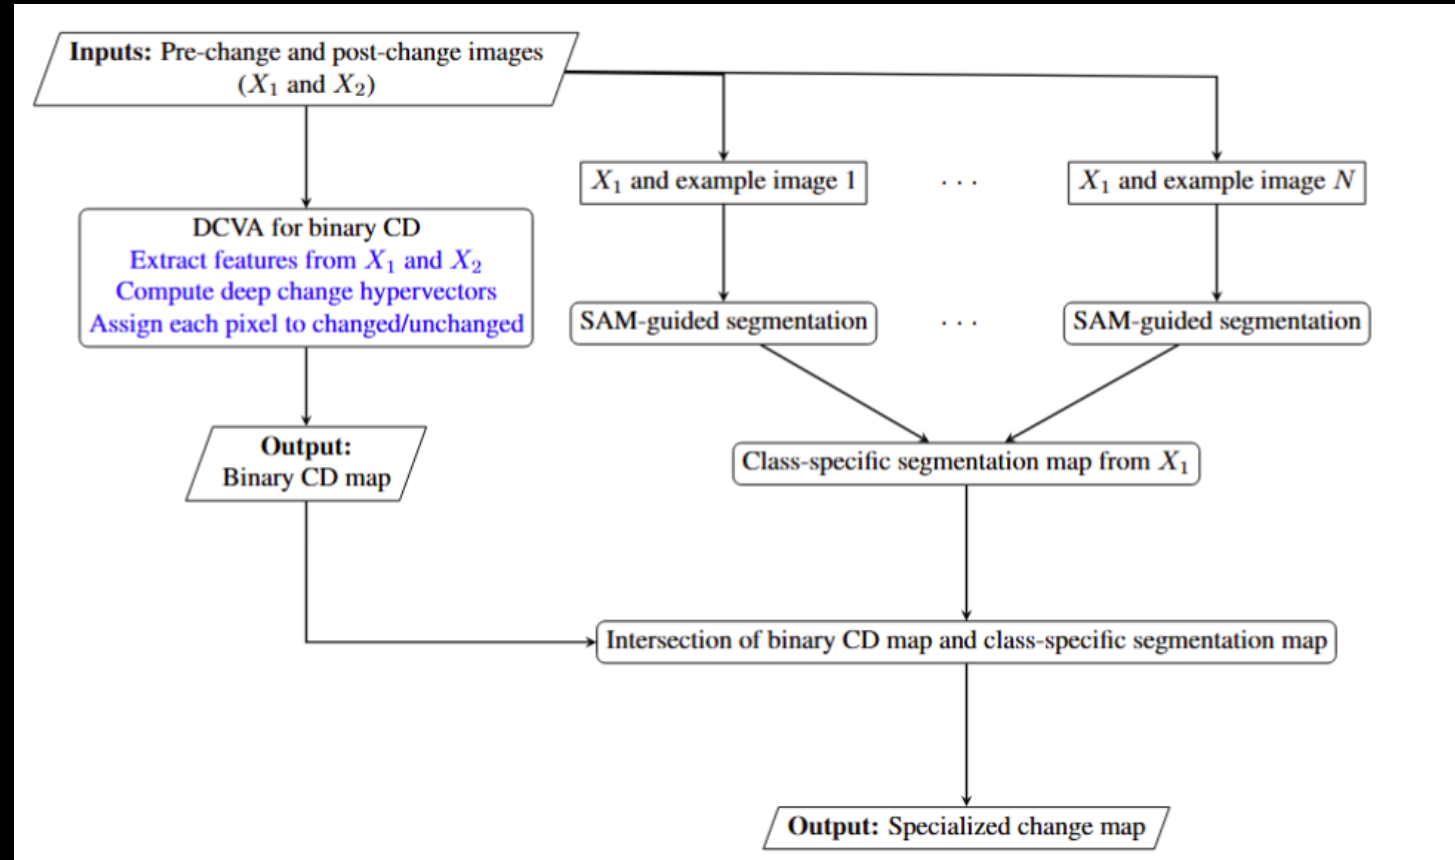 Inputs: Pre-change and post-change images
(X₁ and X₂)
X₁ and example image 1
. . .
X₁ and example image N
DCVA for binary CD
Extract features from X₁ and X₂
Compute deep change hypervectors
Assign each pixel to changed/unchanged
SAM-guided segmentation
. . .
SAM-guided segmentation
Output:
Binary CD map
Class-specific segmentation map from X₁
Intersection of binary CD map and class-specific segmentation map
Output: Specialized change map